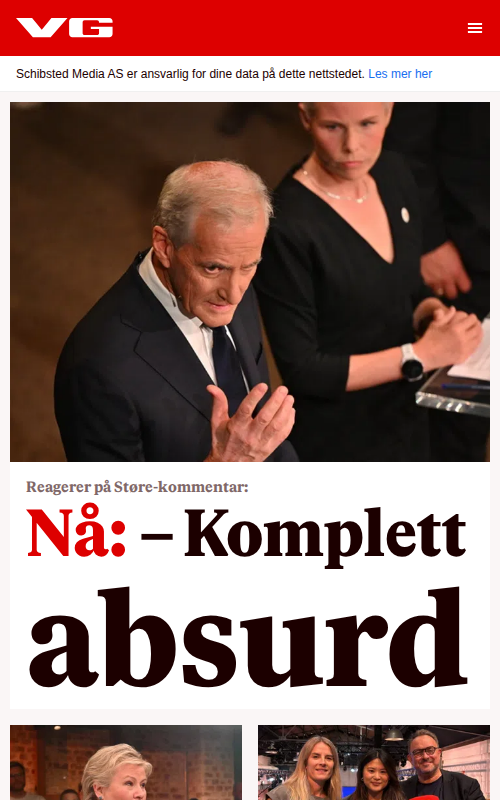 VG
Schibsted Media AS er ansvarlig for dine data på dette nettstedet. Les mer her
Reagerer på Støre-kommentar:
Nå: – Komplett
absurd